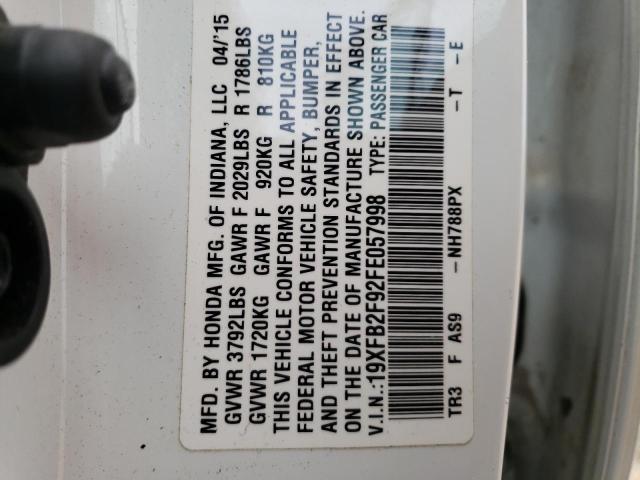 MFD. BY HONDA MFG. OF INDIANA, LLC 04/'15
GVWR 3792LBS GAWR F 2029LBS R 1786LBS
GVWR 1720KG GAWR F 920KG R 810KG
THIS VEHICLE CONFORMS TO ALL APPLICABLE
FEDERAL MOTOR VEHICLE SAFETY, BUMPER,
AND THEFT PREVENTION STANDARDS IN EFFECT
ON THE DATE OF MANUFACTURE SHOWN ABOVE.
V.I.N.:19XFB2F92FE057998 TYPE: PASSENGER CAR
TR3 F AS9 -NH788PX -T -E